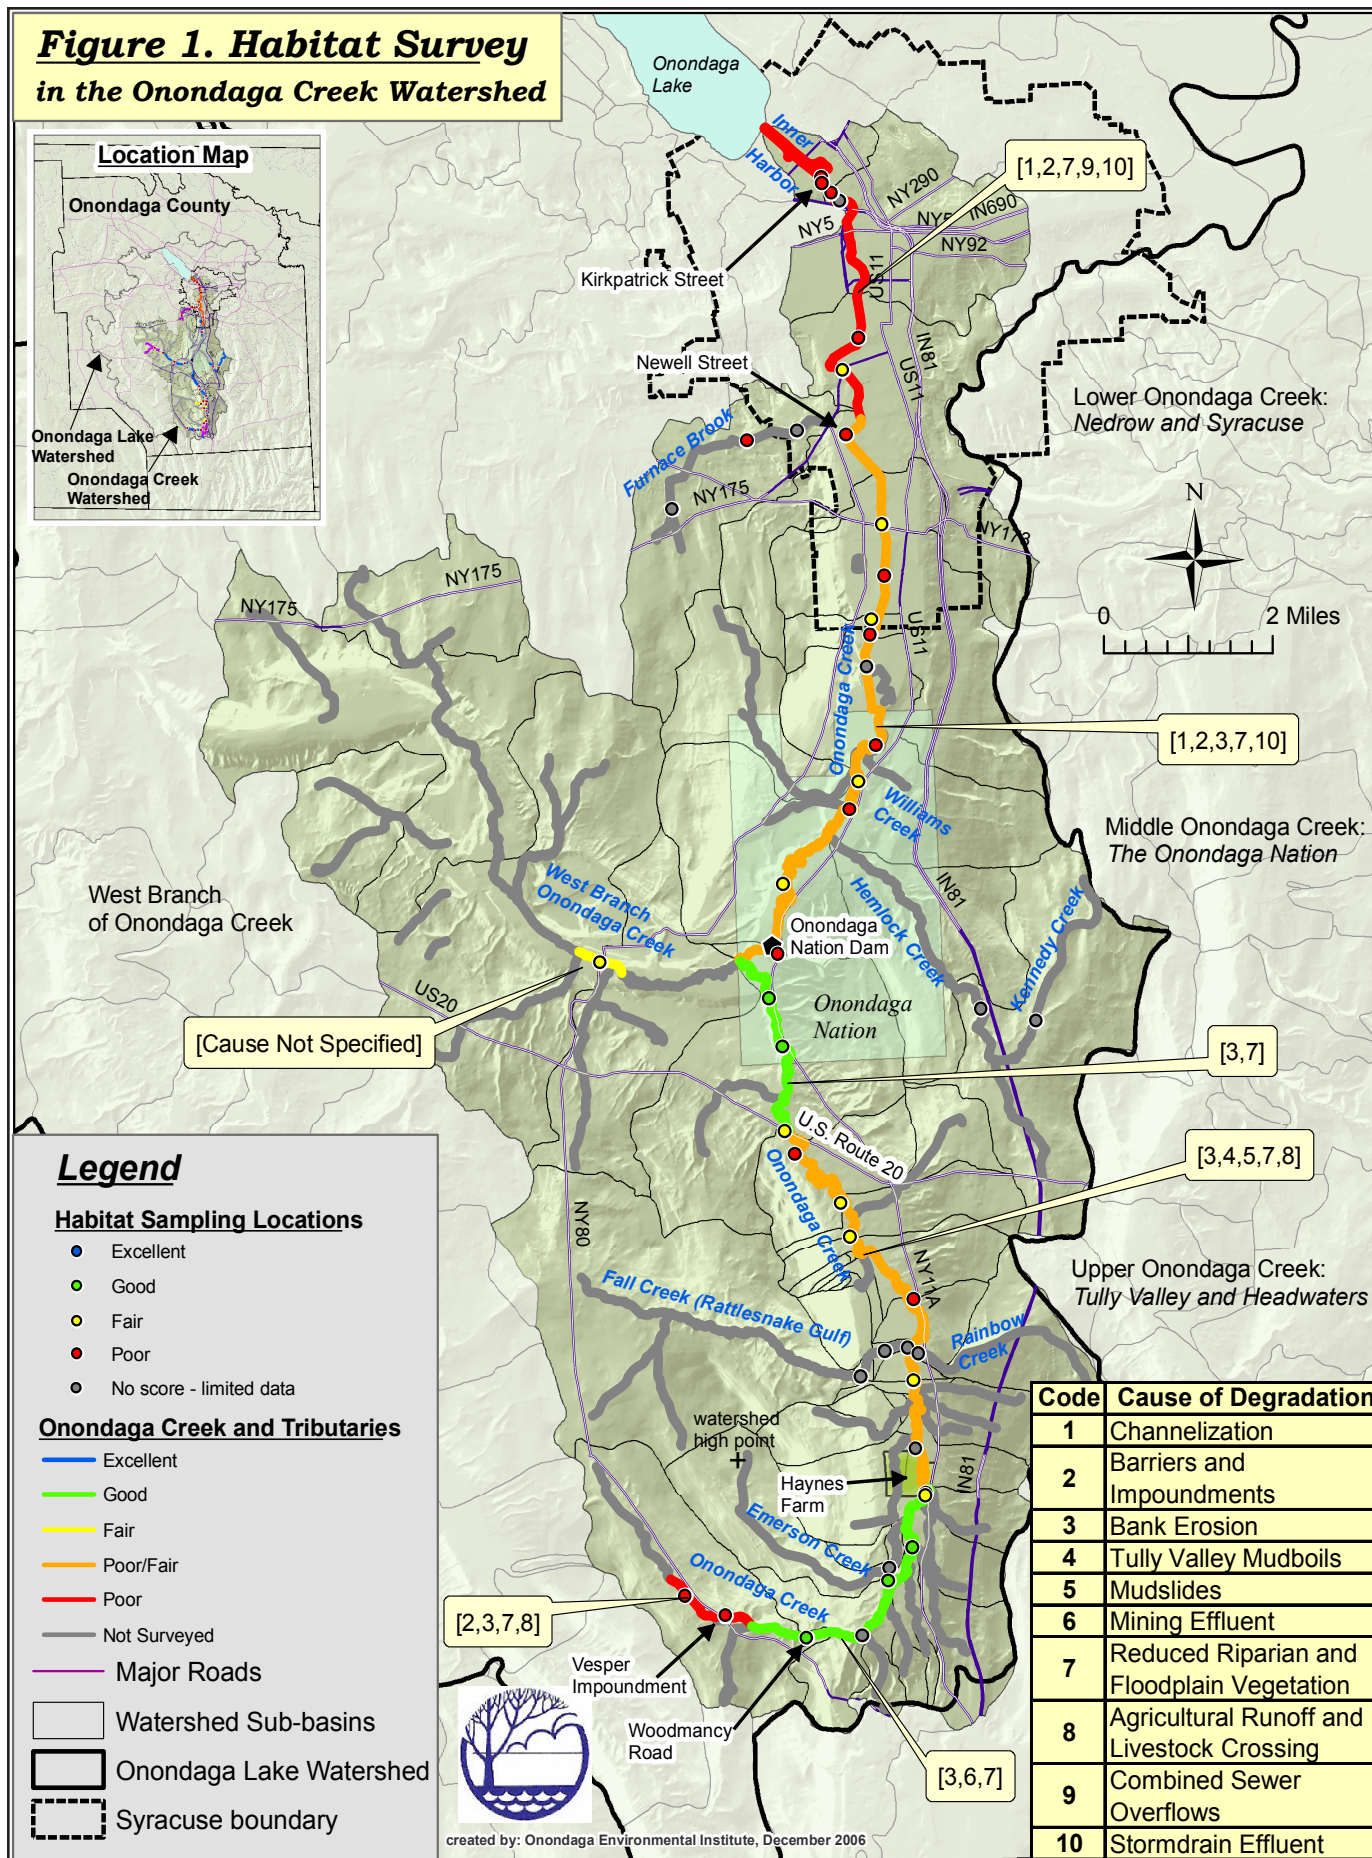 Figure 1. Habitat Survey
in the Onondaga Creek Watershed
Location Map
Onondaga County
Onondaga Lake
Watershed
Onondaga Creek
Watershed
Onondaga
Lake
Inner
Harbor
[1,2,7,9,10]
NY290
IN690
NY5
NY5
NY92
Kirkpatrick Street
US11
IN81
US11
Newell Street
Lower Onondaga Creek:
Nedrow and Syracuse
Furnace Brook
NY175
N
NY173
0
2 Miles
NY175
NY175
US11
Onondaga Creek
[1,2,3,7,10]
Williams
Creek
Middle Onondaga Creek:
The Onondaga Nation
West Branch
of Onondaga Creek
West Branch
Onondaga Creek
Hemlock Creek
IN81
Kennedy Creek
Onondaga
Nation Dam
US20
Onondaga
Nation
[Cause Not Specified]
[3,7]
U.S. Route 20
[3,4,5,7,8]
Onondaga Creek
NY80
NY11A
Upper Onondaga Creek:
Tully Valley and Headwaters
Fall Creek (Rattlesnake Gulf)
Rainbow
Creek
watershed
high point
Haynes
Farm
IN81
Emerson Creek
Onondaga Creek
[2,3,7,8]
Vesper
Impoundment
Woodmancy
Road
[3,6,7]
Legend
Habitat Sampling Locations
Excellent
Good
Fair
Poor
No score - limited data
Onondaga Creek and Tributaries
Excellent
Good
Fair
Poor/Fair
Poor
Not Surveyed
Major Roads
Watershed Sub-basins
Onondaga Lake Watershed
Syracuse boundary
Code Cause of Degradation
1 Channelization
2 Barriers and
Impoundments
3 Bank Erosion
4 Tully Valley Mudboils
5 Mudslides
6 Mining Effluent
7 Reduced Riparian and
Floodplain Vegetation
8 Agricultural Runoff and
Livestock Crossing
9 Combined Sewer
Overflows
10 Stormdrain Effluent
created by: Onondaga Environmental Institute, December 2006